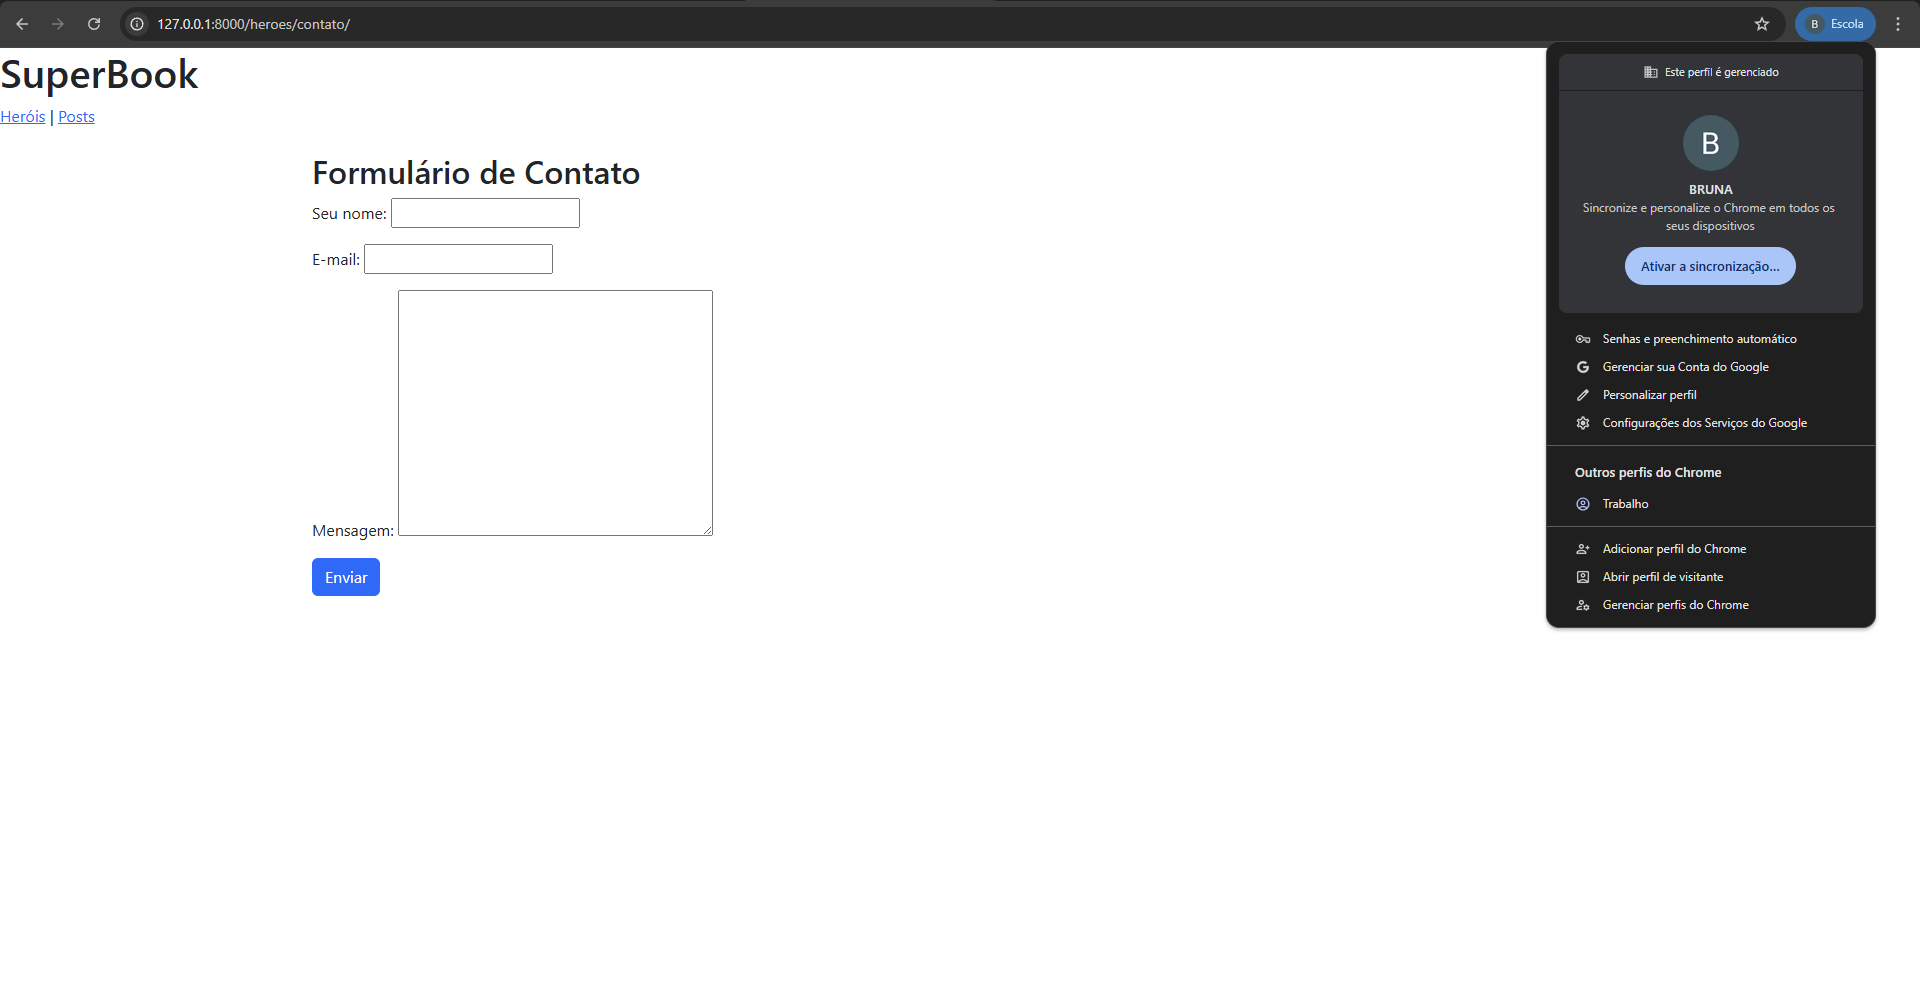 127.0.0.1:8000/heroes/contato/
B Escola
SuperBook
Heróis | Posts
Formulário de Contato
Seu nome:
E-mail:
Mensagem:
Enviar
Este perfil é gerenciado
B
BRUNA
Sincronize e personalize o Chrome em todos os
seus dispositivos
Ativar a sincronização...
Senhas e preenchimento automático
G Gerenciar sua Conta do Google
Personalizar perfil
Configurações dos Serviços do Google
Outros perfis do Chrome
Trabalho
Adicionar perfil do Chrome
Abrir perfil de visitante
Gerenciar perfis do Chrome